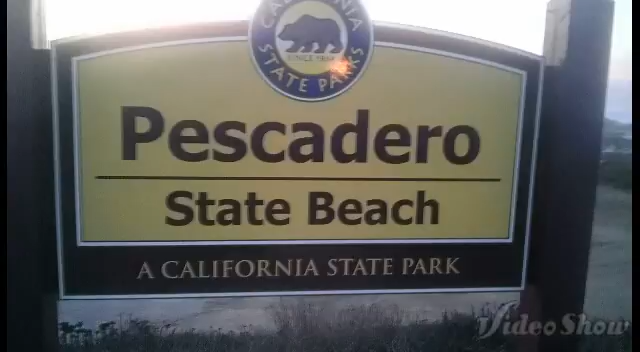 CALIFORNIA
STATE PARKS
Pescadero
State Beach
A CALIFORNIA STATE PARK
VideoShow